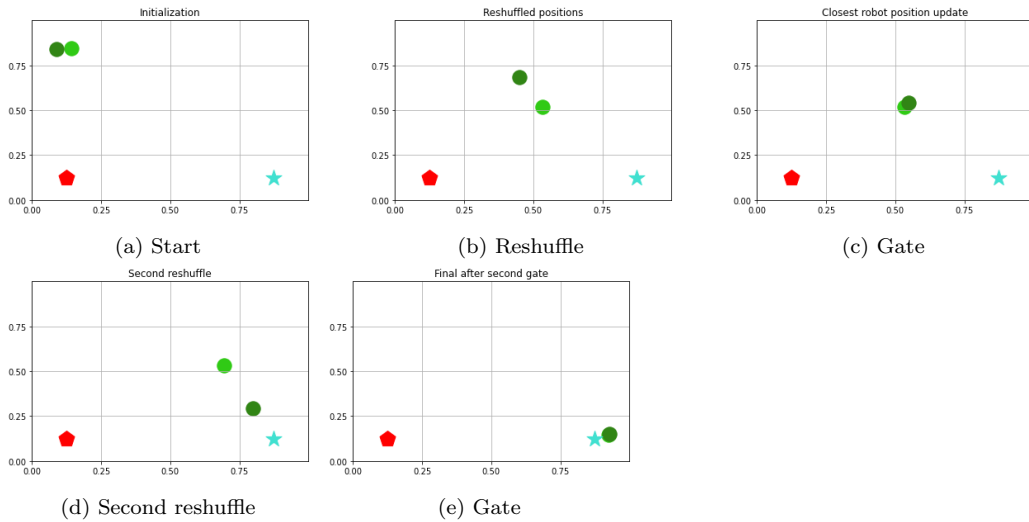 Initialization
0.75
0.50
0.25
0.00
0.00 0.25 0.50 0.75
(a) Start
Reshuffled positions
0.75
0.50
0.25
0.00
0.00 0.25 0.50 0.75
(b) Reshuffle
Closest robot position update
0.75
0.50
0.25
0.00
0.00 0.25 0.50 0.75
(c) Gate
Second reshuffle
0.75
0.50
0.25
0.00
0.00 0.25 0.50 0.75
(d) Second reshuffle
Final after second gate
0.75
0.50
0.25
0.00
0.00 0.25 0.50 0.75
(e) Gate